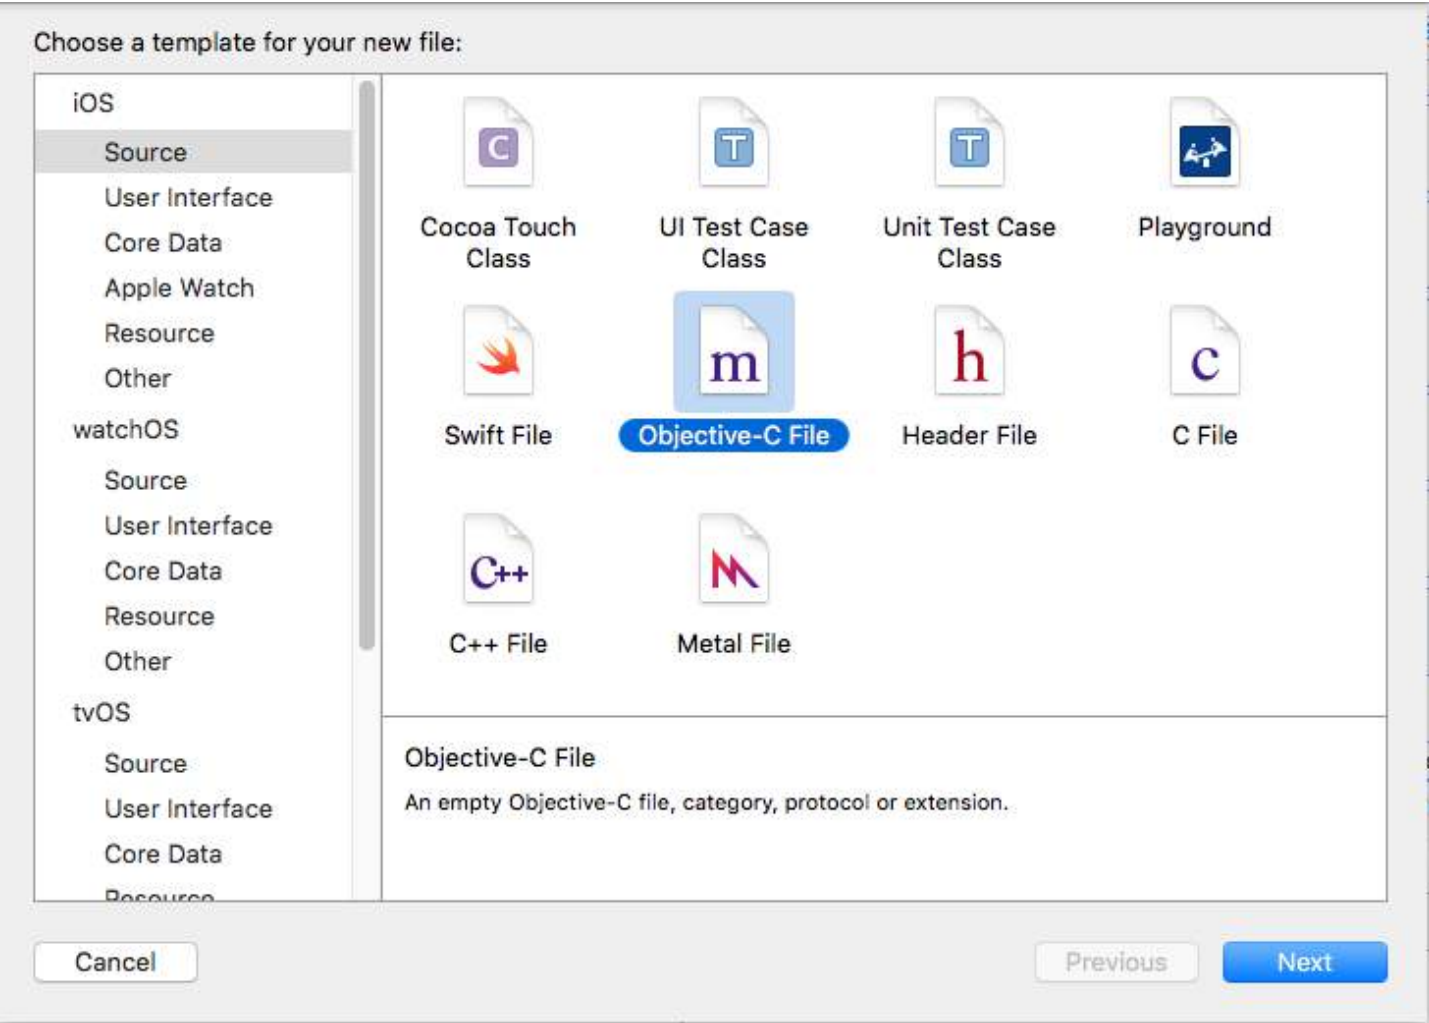 Choose a template for your new file:
iOS
Source
User Interface
Core Data
Apple Watch
Resource
Other
watchOS
Source
User Interface
Core Data
Resource
Other
tvOS
Source
User Interface
Core Data
Resource
C
Cocoa Touch
Class
T
UI Test Case
Class
T
Unit Test Case
Class
Playground
Swift File
m
Objective-C File
h
Header File
c
C File
C++
C++ File
Metal File
Objective-C File
An empty Objective-C file, category, protocol or extension.
Cancel
Previous
Next